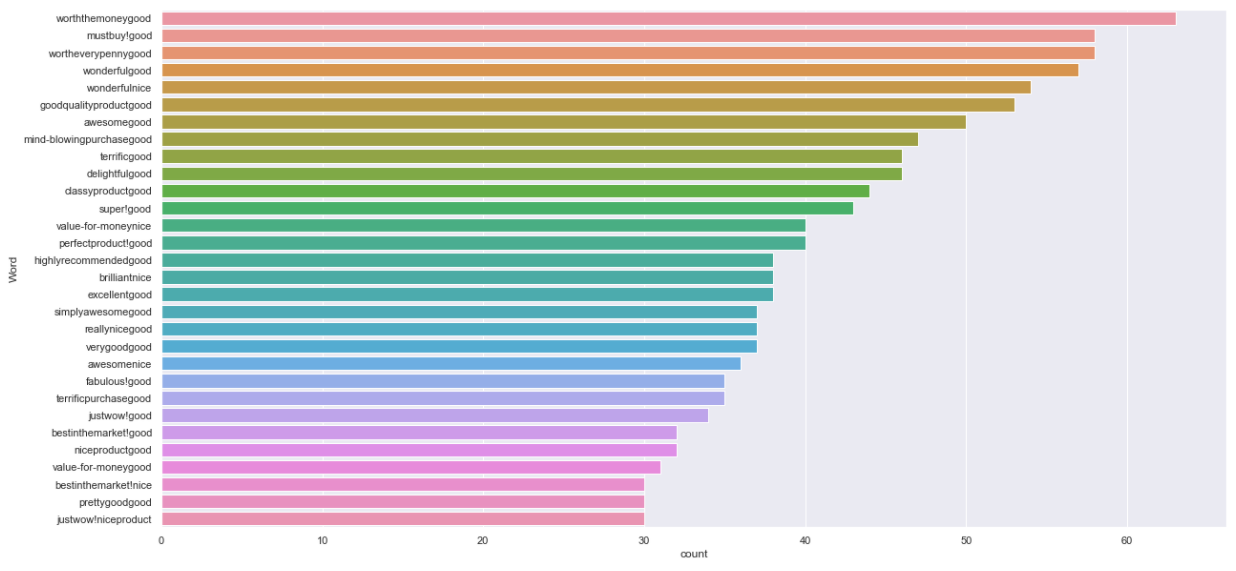 worththemoneygood
mustbuy!good
wortheverypennygood
wonderfulgood
wonderfulnice
goodqualityproductgood
awesomegood
mind-blowingpurchasegood
terrificgood
delightfulgood
classyproductgood
super!good
value-for-moneynice
perfectproduct!good
highlyrecommendedgood
brilliantnice
excellentgood
simplyawesomegood
reallynicegood
verygoodgood
awesomenice
fabulous!good
terrificpurchasegood
justwow!good
bestinthemarket!good
niceproductgood
value-for-moneygood
bestinthemarket!nice
prettygoodgood
justwow!niceproduct
Word
0 10 20 30 40 50 60
count